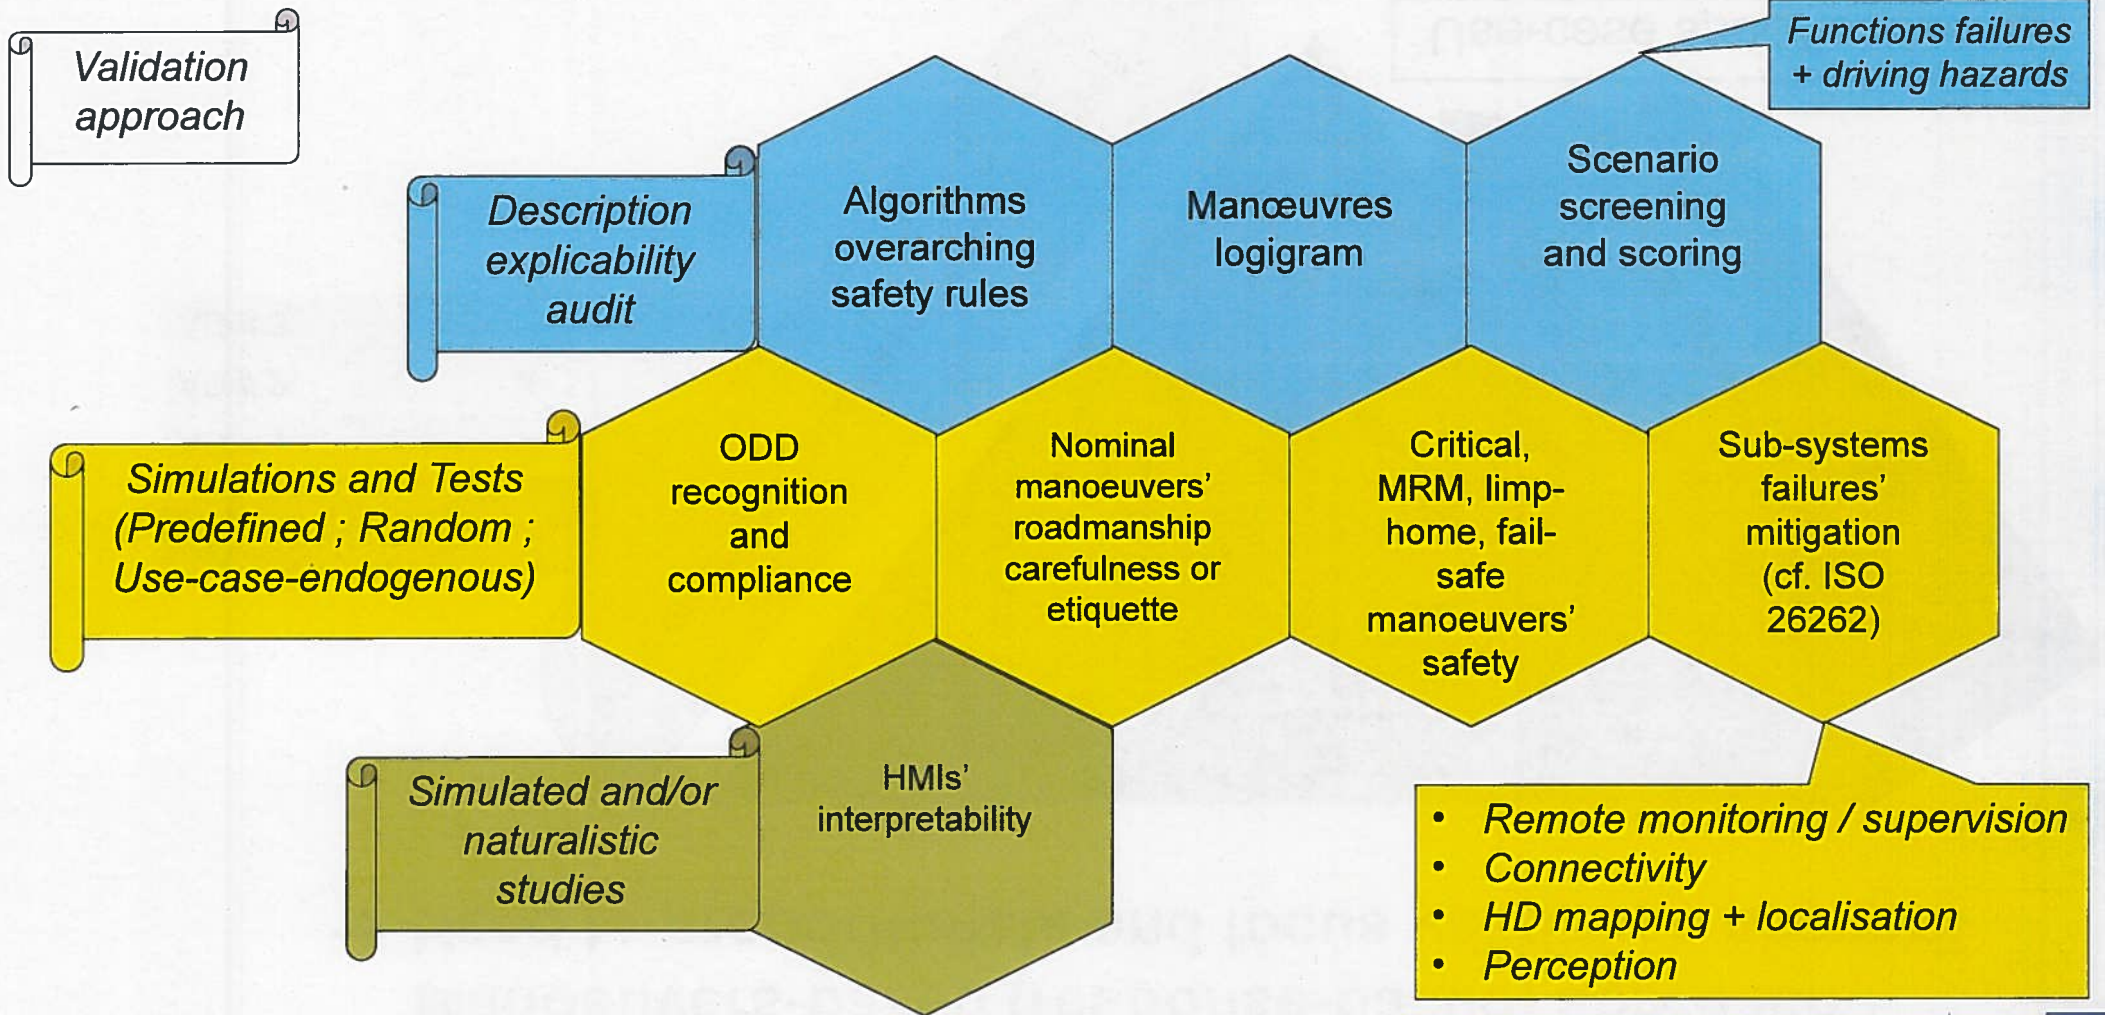 Validation
approach
Functions failures
+ driving hazards
Description
explicability
audit
Algorithms
overarching
safety rules
Manœuvres
logigram
Scenario
screening
and scoring
Simulations and Tests
(Predefined ; Random ;
Use-case-endogenous)
ODD
recognition
and
compliance
Nominal
manoeuvers’
roadmanship
carefulness or
etiquette
Critical,
MRM, limp-
home, fail-
safe
manoeuvers’
safety
Sub-systems
failures’
mitigation
(cf. ISO
26262)
Simulated and/or
naturalistic
studies
HMIs’
interpretability
• Remote monitoring / supervision
• Connectivity
• HD mapping + localisation
• Perception